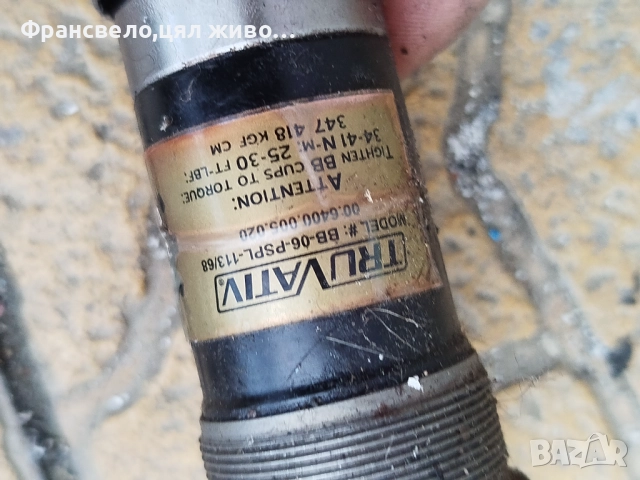 Франсвело,цял живо…
TRUVATIV®
MODEL #: BB-06-PSPL-113/68
00.6400.005.020
ATTENTION:
TIGHTEN BB CUPS TO TORQUE:
34-41 N-M: 25-30 FT-LBF:
347 418 KGF CM
BAZAR